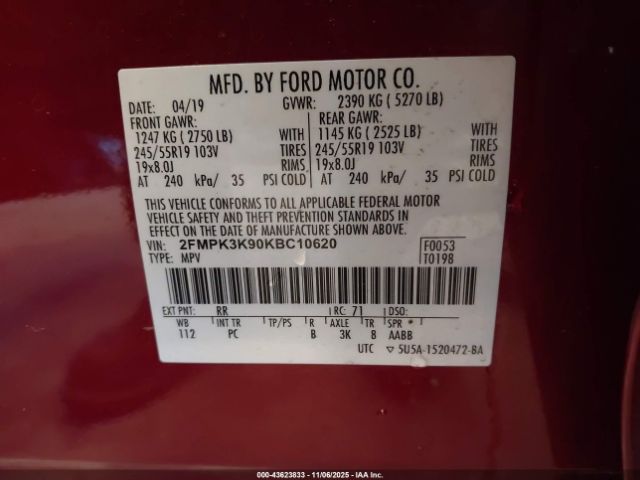 MFD. BY FORD MOTOR CO.
DATE: 04/19 GVWR: 2390 KG ( 5270 LB)
FRONT GAWR: REAR GAWR:
1247 KG ( 2750 LB) WITH 1145 KG ( 2525 LB) WITH
245/55R19 103V TIRES 245/55R19 103V TIRES
19x8.0J RIMS 19x8.0J RIMS
AT 240 kPa/ 35 PSI COLD AT 240 kPa/ 35 PSI COLD
THIS VEHICLE CONFORMS TO ALL APPLICABLE FEDERAL MOTOR
VEHICLE SAFETY AND THEFT PREVENTION STANDARDS IN
EFFECT ON THE DATE OF MANUFACTURE SHOWN ABOVE.
VIN: 2FMPK3K90KBC10620 F0053
TYPE: MPV T0198
EXT PNT: RR RC: 71 DSO:
WB INT TR TP/PS R AXLE TR SPR *
112 PC B 3K 8 AABB
UTC ▽ 5U5A-1520472-BA
000-43623833 - 11/06/2025 - IAA Inc.